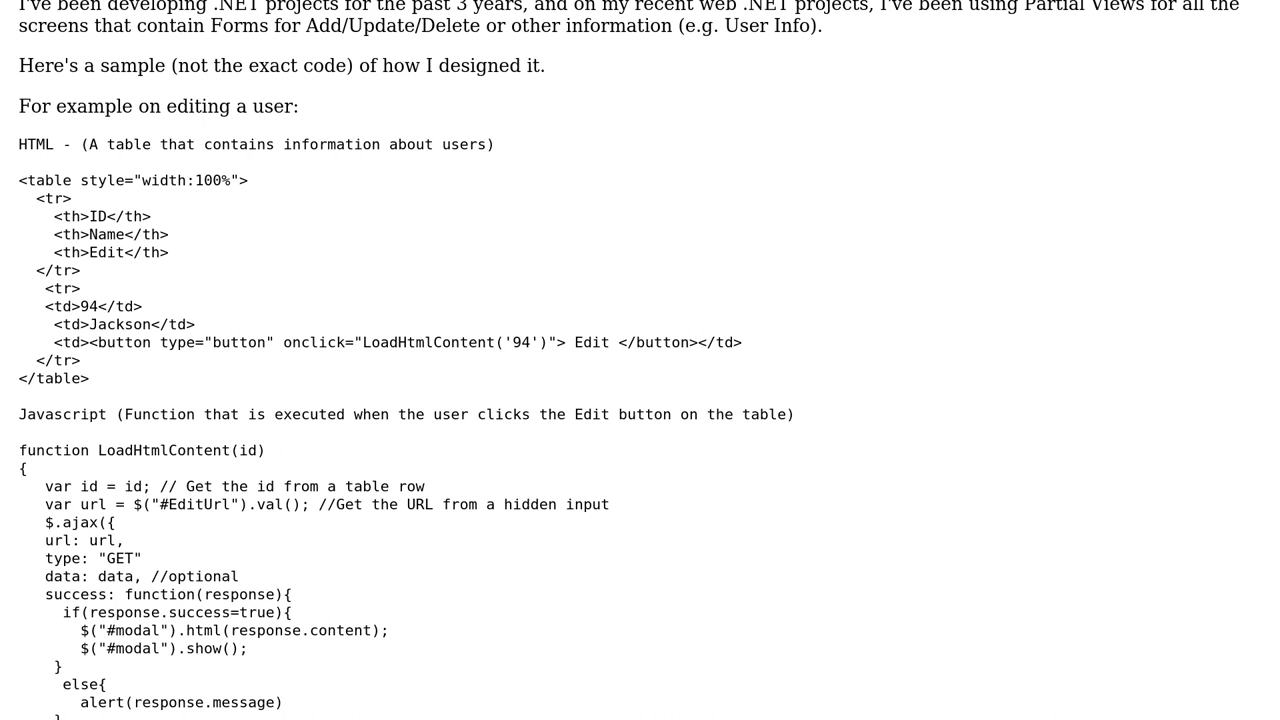 I've been developing .NET projects for the past 3 years, and on my recent web .NET projects, I've been using Partial Views for all the
screens that contain Forms for Add/Update/Delete or other information (e.g. User Info).
Here's a sample (not the exact code) of how I designed it.
For example on editing a user:
HTML - (A table that contains information about users)
<table style="width:100%">
  <tr>
    <th>ID</th>
    <th>Name</th>
    <th>Edit</th>
  </tr>
   <tr>
   <td>94</td>
    <td>Jackson</td>
    <td><button type="button" onclick="LoadHtmlContent('94')"> Edit </button></td>
  </tr>
</table>
Javascript (Function that is executed when the user clicks the Edit button on the table)
function LoadHtmlContent(id)
{
   var id = id; // Get the id from a table row
   var url = $("#EditUrl").val(); //Get the URL from a hidden input
   $.ajax({
   url: url,
   type: "GET"
   data: data, //optional
   success: function(response){
     if(response.success=true){
       $("#modal").html(response.content);
       $("#modal").show();
    }
     else{
       alert(response.message)
    }